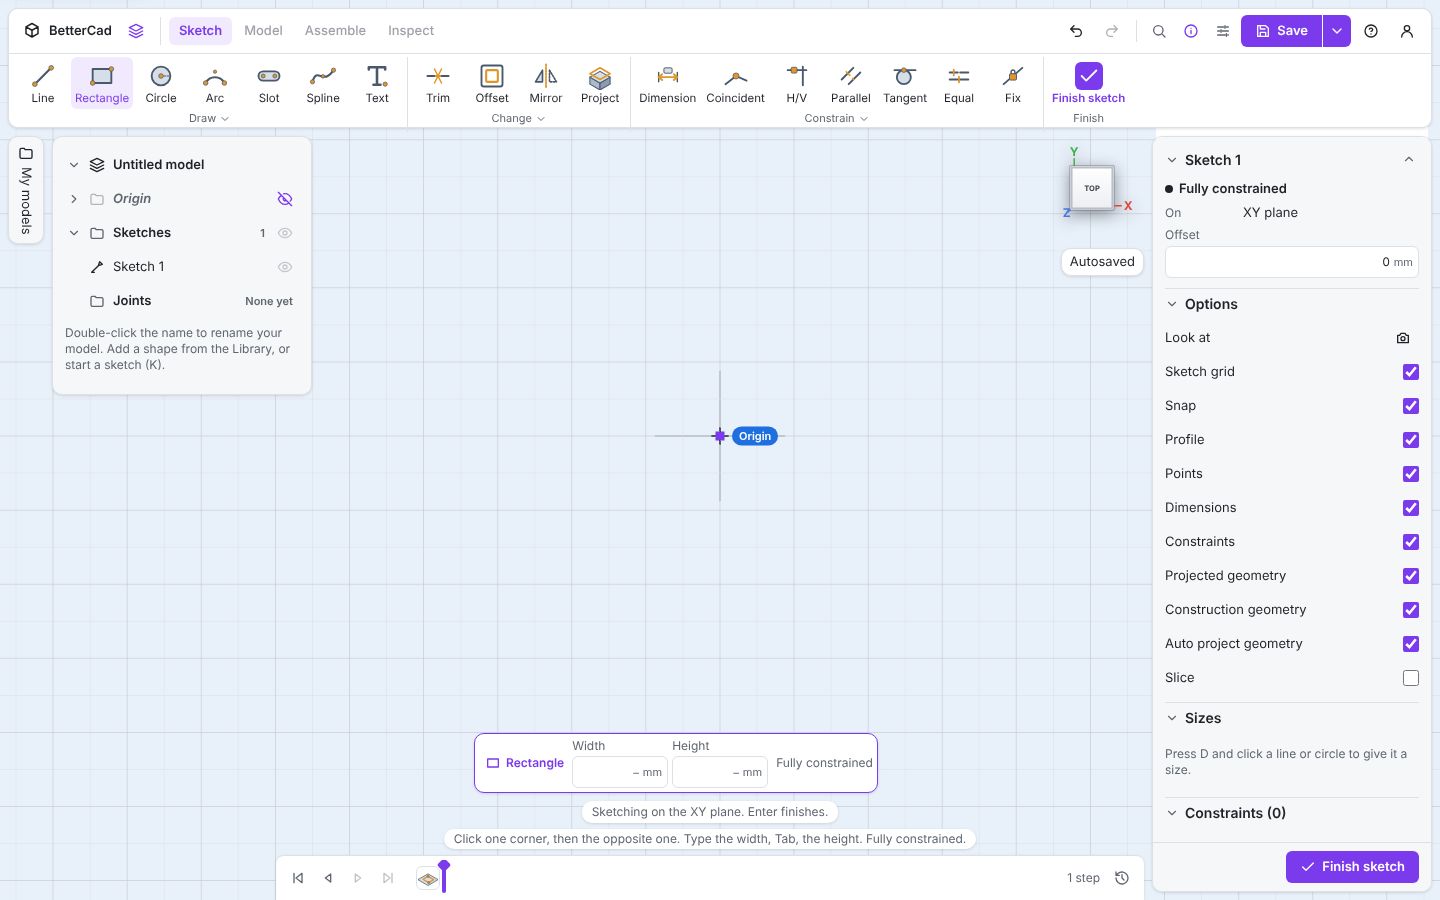 BetterCad
Sketch
Model
Assemble
Inspect
Save
Line
Rectangle
Circle
Arc
Slot
Spline
Text
Trim
Offset
Mirror
Project
Dimension
Coincident
H/V
Parallel
Tangent
Equal
Fix
Finish sketch
Draw
Change
Constrain
Finish
My models
Untitled model
Origin
Sketches 1
Sketch 1
Joints None yet
Double-click the name to rename your
model. Add a shape from the Library, or
start a sketch (K).
Y
TOP
X
Z
Autosaved
Origin
Sketch 1
Fully constrained
On XY plane
Offset
0 mm
Options
Look at
Sketch grid
Snap
Profile
Points
Dimensions
Constraints
Projected geometry
Construction geometry
Auto project geometry
Slice
Sizes
Press D and click a line or circle to give it a
size.
Constraints (0)
Finish sketch
Width Height
Rectangle – mm – mm Fully constrained
Sketching on the XY plane. Enter finishes.
Click one corner, then the opposite one. Type the width, Tab, the height. Fully constrained.
1 step